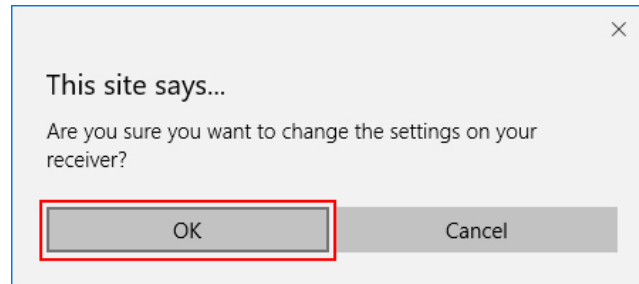 This site says...
Are you sure you want to change the settings on your
receiver?
OK
Cancel